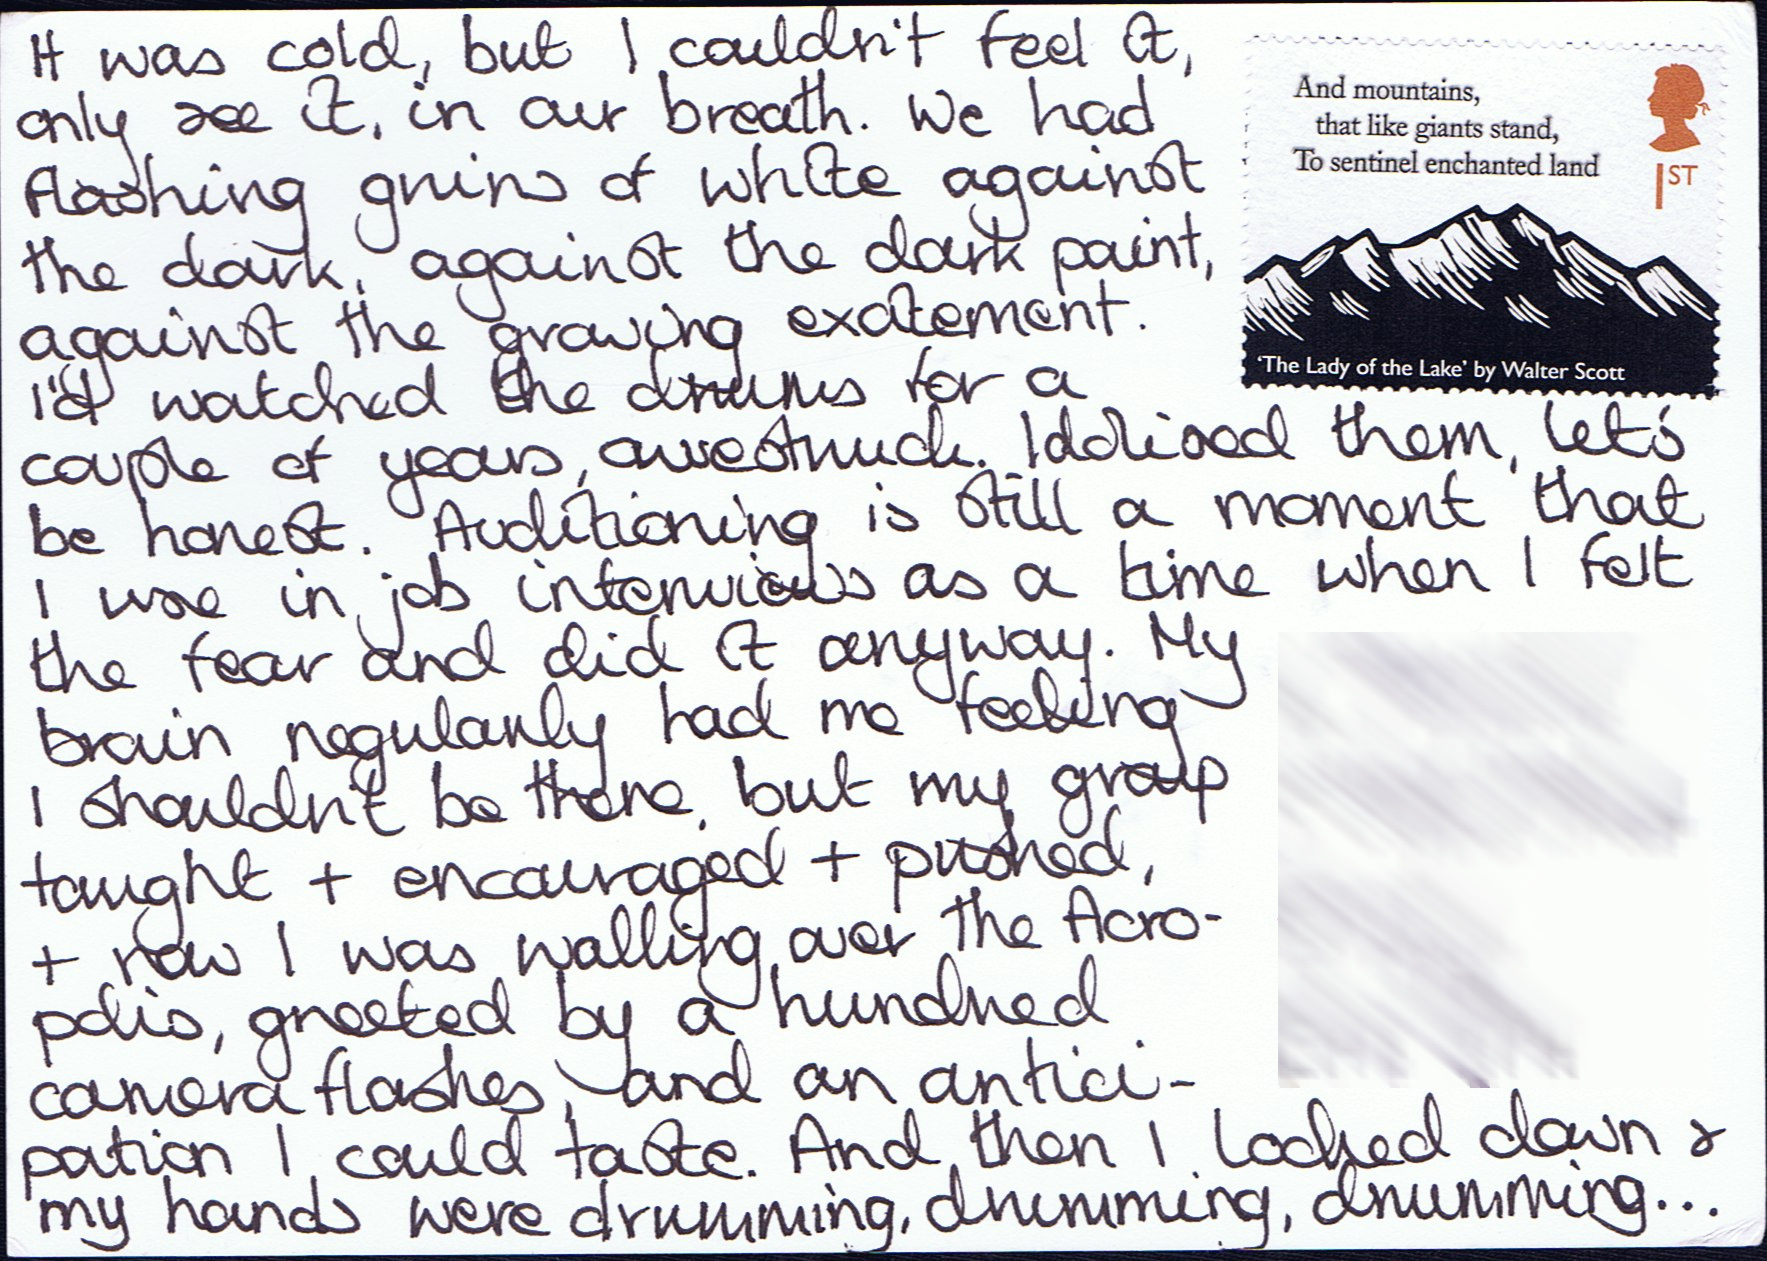 It was cold, but I couldn't feel it,
only see it, in our breath. We had
flashing grins of white against
the dark, against the dark paint,
against the growing excitement.
I'd watched the drums for a
couple of years, awestruck. Idolised them, let's
be honest. Auditioning is still a moment that
I use in job interviews as a time when I felt
the fear and did it anyway. My
brain regularly had me feeling
I shouldn't be there, but my group
taught + encouraged + pushed,
+ now I was walking over the Acro-
polis, greeted by a hundred
camera flashes, and an antici-
pation I could taste. And then I looked down &
my hands were drumming, drumming, drumming...
And mountains,
that like giants stand,
To sentinel enchanted land
1ST
'The Lady of the Lake' by Walter Scott